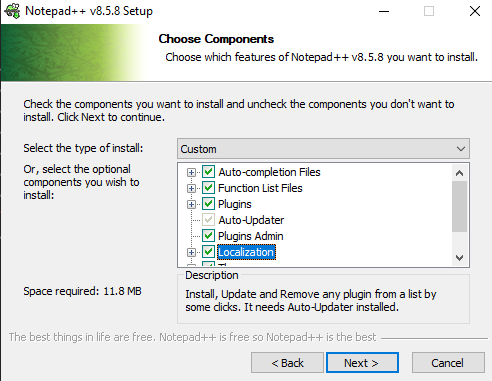 Notepad++ v8.5.8 Setup
Choose Components
Choose which features of Notepad++ v8.5.8 you want to install.
Check the components you want to install and uncheck the components you don't want to
install. Click Next to continue.
Select the type of install:
Custom
Or, select the optional
components you wish to
install:
Auto-completion Files
Function List Files
Plugins
Auto-Updater
Plugins Admin
Localization
Space required: 11.8 MB
Description
Install, Update and Remove any plugin from a list by
some clicks. It needs Auto-Updater installed.
The best things in life are free. Notepad++ is free so Notepad++ is the best
< Back
Next >
Cancel